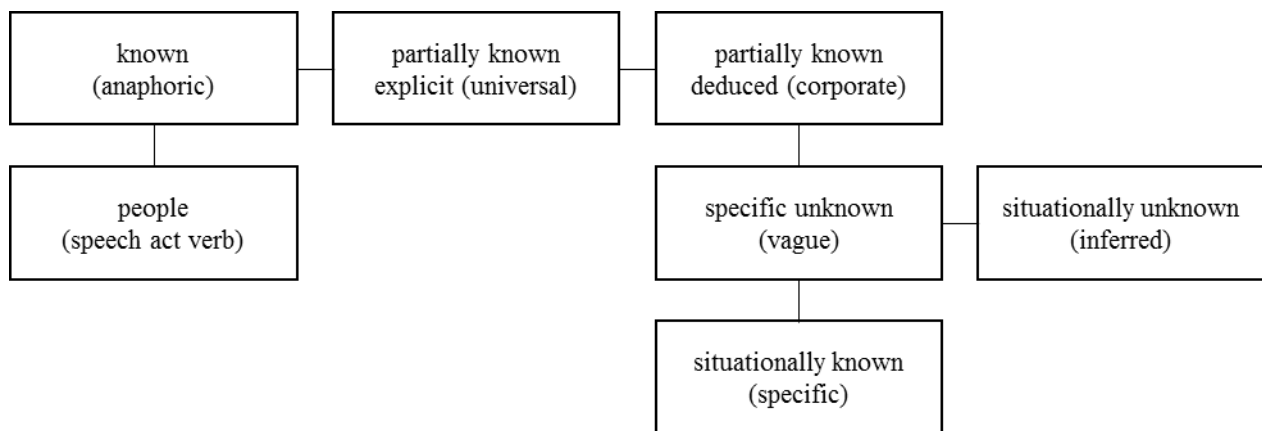 known
(anaphoric)
partially known
explicit (universal)
partially known
deduced (corporate)
people
(speech act verb)
specific unknown
(vague)
situationally unknown
(inferred)
situationally known
(specific)